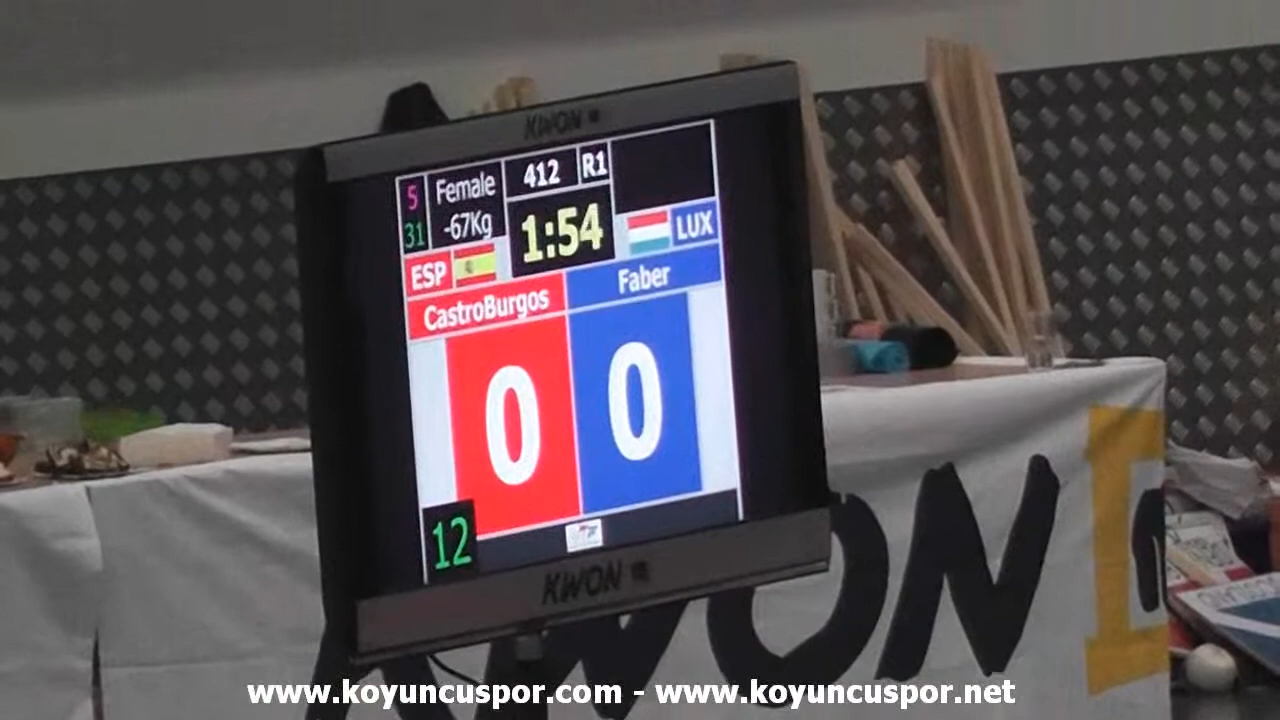 KWON
5 Female 412 R1
31 -67Kg 1:54
ESP LUX
CastroBurgos Faber
0 0
12
KWON
KWON
www.koyuncuspor.com - www.koyuncuspor.net